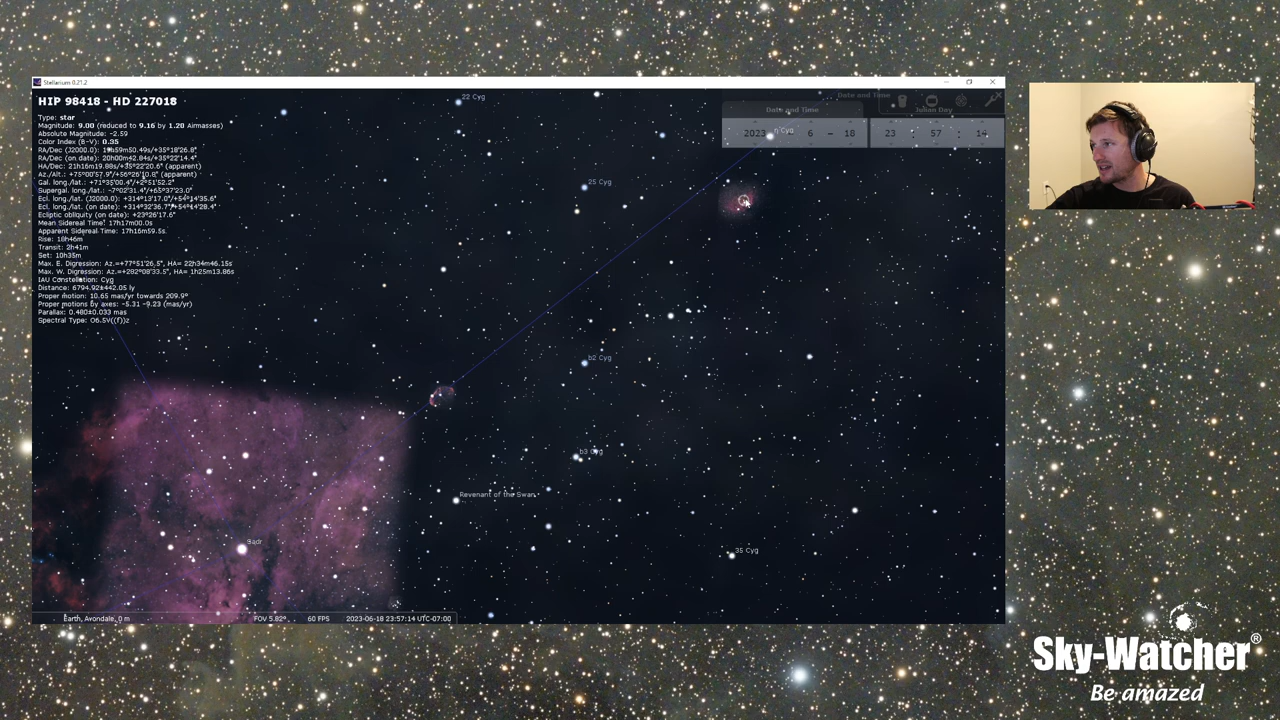 Stellarium 0.21.2
HIP 98418 - HD 227018
Type: star
Magnitude: 9.00 (reduced to 9.16 by 1.20 Airmasses)
Absolute Magnitude: -2.59
Color Index (B-V): 0.35
RA/Dec (J2000.0): 19h59m50.49s/+35°18'26.8"
RA/Dec (on date): 20h00m42.84s/+35°22'14.4"
HA/Dec: 21h16m19.88s/+35°22'20.6" (apparent)
Az./Alt.: +75°00'57.9"/+56°26'10.8" (apparent)
Gal. long./lat.: +71°35'00.4"/+2°51'52.2"
Supergal. long./lat.: -7°02'31.4"/+65°37'23.0"
Ecl. long./lat. (J2000.0): +314°13'17.0"/+54°14'35.6"
Ecl. long./lat. (on date): +314°32'36.7"/+54°14'28.4"
Ecliptic obliquity (on date): +23°26'17.6"
Mean Sidereal Time: 17h17m00.0s
Apparent Sidereal Time: 17h16m59.5s
Rise: 18h46m
Transit: 2h41m
Set: 10h35m
Max. E. Digression: Az.=+77°51'26.5", HA= 22h34m46.15s
Max. W. Digression: Az.=+282°08'33.5", HA= 1h25m13.86s
IAU Constellation: Cyg
Distance: 6794.92±442.05 ly
Proper motion: 10.65 mas/yr towards 209.9°
Proper motions by axes: -5.31 -9.23 (mas/yr)
Parallax: 0.480±0.033 mas
Spectral Type: O6.5V((f))z
Date and Time
Date and Time
Julian Day
2023 - 6 - 18
23 : 57 : 14
22 Cyg
η Cyg
25 Cyg
b2 Cyg
b3 Cyg
Revenant of the Swan
Sadr
35 Cyg
Earth, Avondale, 0 m
FOV 5.82°
60 FPS
2023-06-18 23:57:14 UTC-07:00
Sky-Watcher®
Be amazed